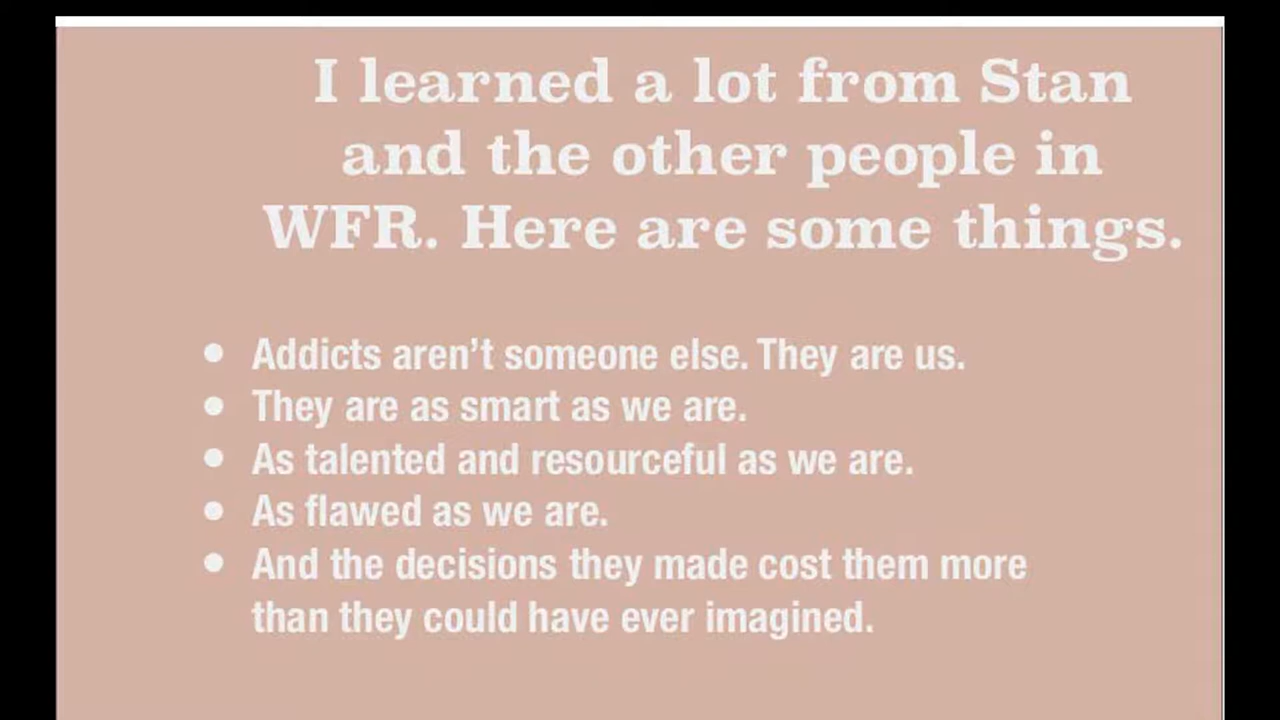 I learned a lot from Stan
and the other people in
WFR. Here are some things.
• Addicts aren’t someone else. They are us.
• They are as smart as we are.
• As talented and resourceful as we are.
• As flawed as we are.
• And the decisions they made cost them more
than they could have ever imagined.